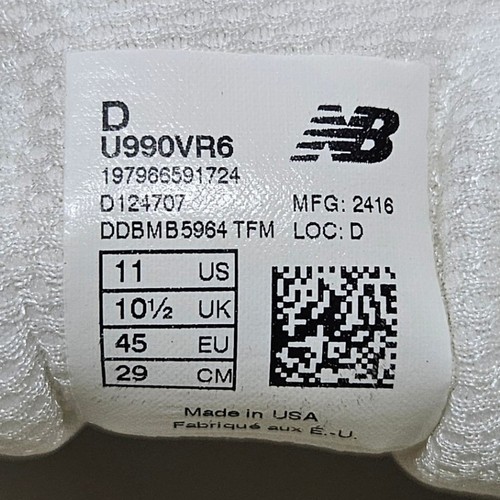 D
NB
U990VR6
197966591724
D124707 MFG: 2416
DDBMB5964 TFM LOC: D
11 US
10½ UK
45 EU
29 CM
Made in USA
Fabriqué aux É.-U.